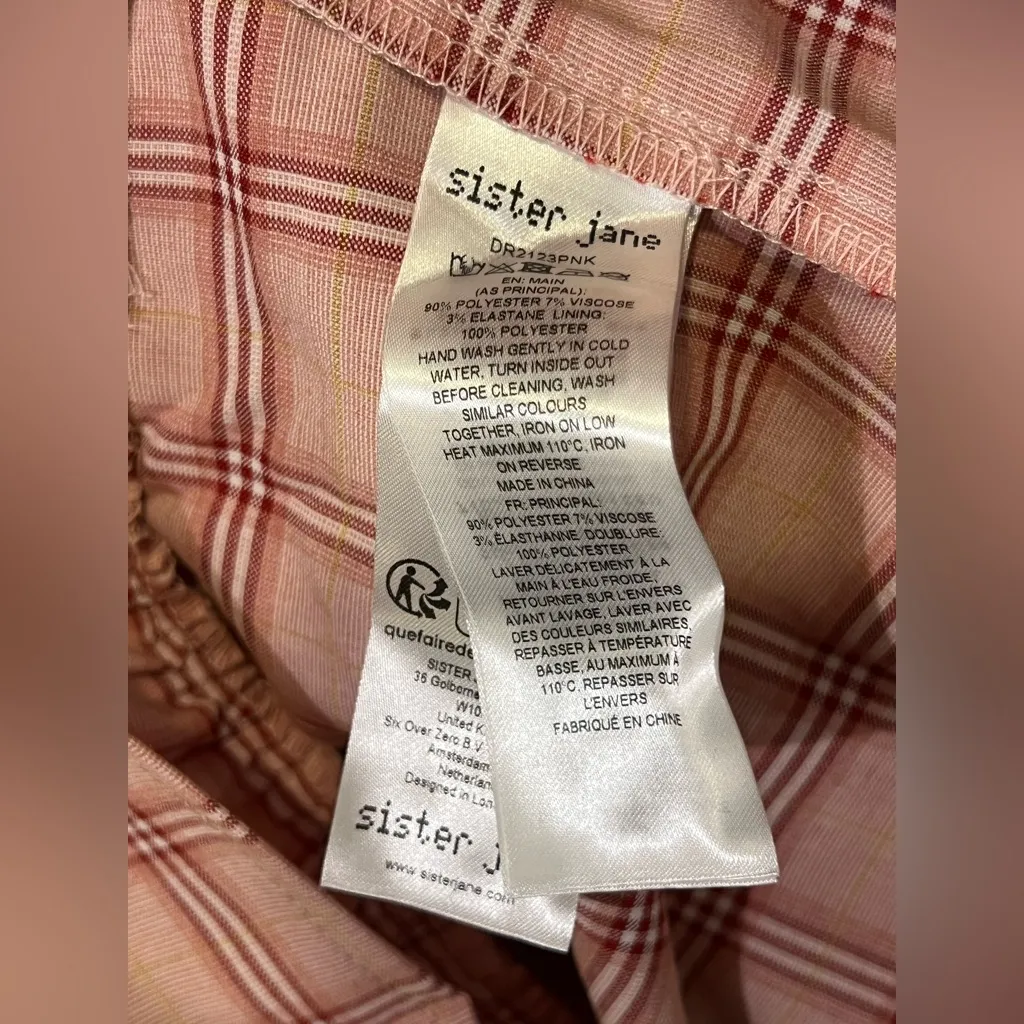 sister jane
DR2123PNK
EN: MAIN
(AS PRINCIPAL):
90% POLYESTER 7% VISCOSE
3% ELASTANE LINING:
100% POLYESTER
HAND WASH GENTLY IN COLD
WATER, TURN INSIDE OUT
BEFORE CLEANING, WASH
SIMILAR COLOURS
TOGETHER, IRON ON LOW
HEAT MAXIMUM 110°C, IRON
ON REVERSE
MADE IN CHINA
FR: PRINCIPAL:
90% POLYESTER 7% VISCOSE
3% ÉLASTHANNE DOUBLURE:
100% POLYESTER
LAVER DÉLICATEMENT À LA
MAIN À L'EAU FROIDE,
RETOURNER SUR L'ENVERS
AVANT LAVAGE, LAVER AVEC
DES COULEURS SIMILAIRES,
REPASSER À TEMPÉRATURE
BASSE, AU MAXIMUM À
110°C, REPASSER SUR
L'ENVERS
FABRIQUÉ EN CHINE
quefairede
SISTER
36 Golborne
W10
United K
Six Over Zero B.V
Amsterdam
Netherlan
Designed in Lon
sister j
www.sisterjane.com